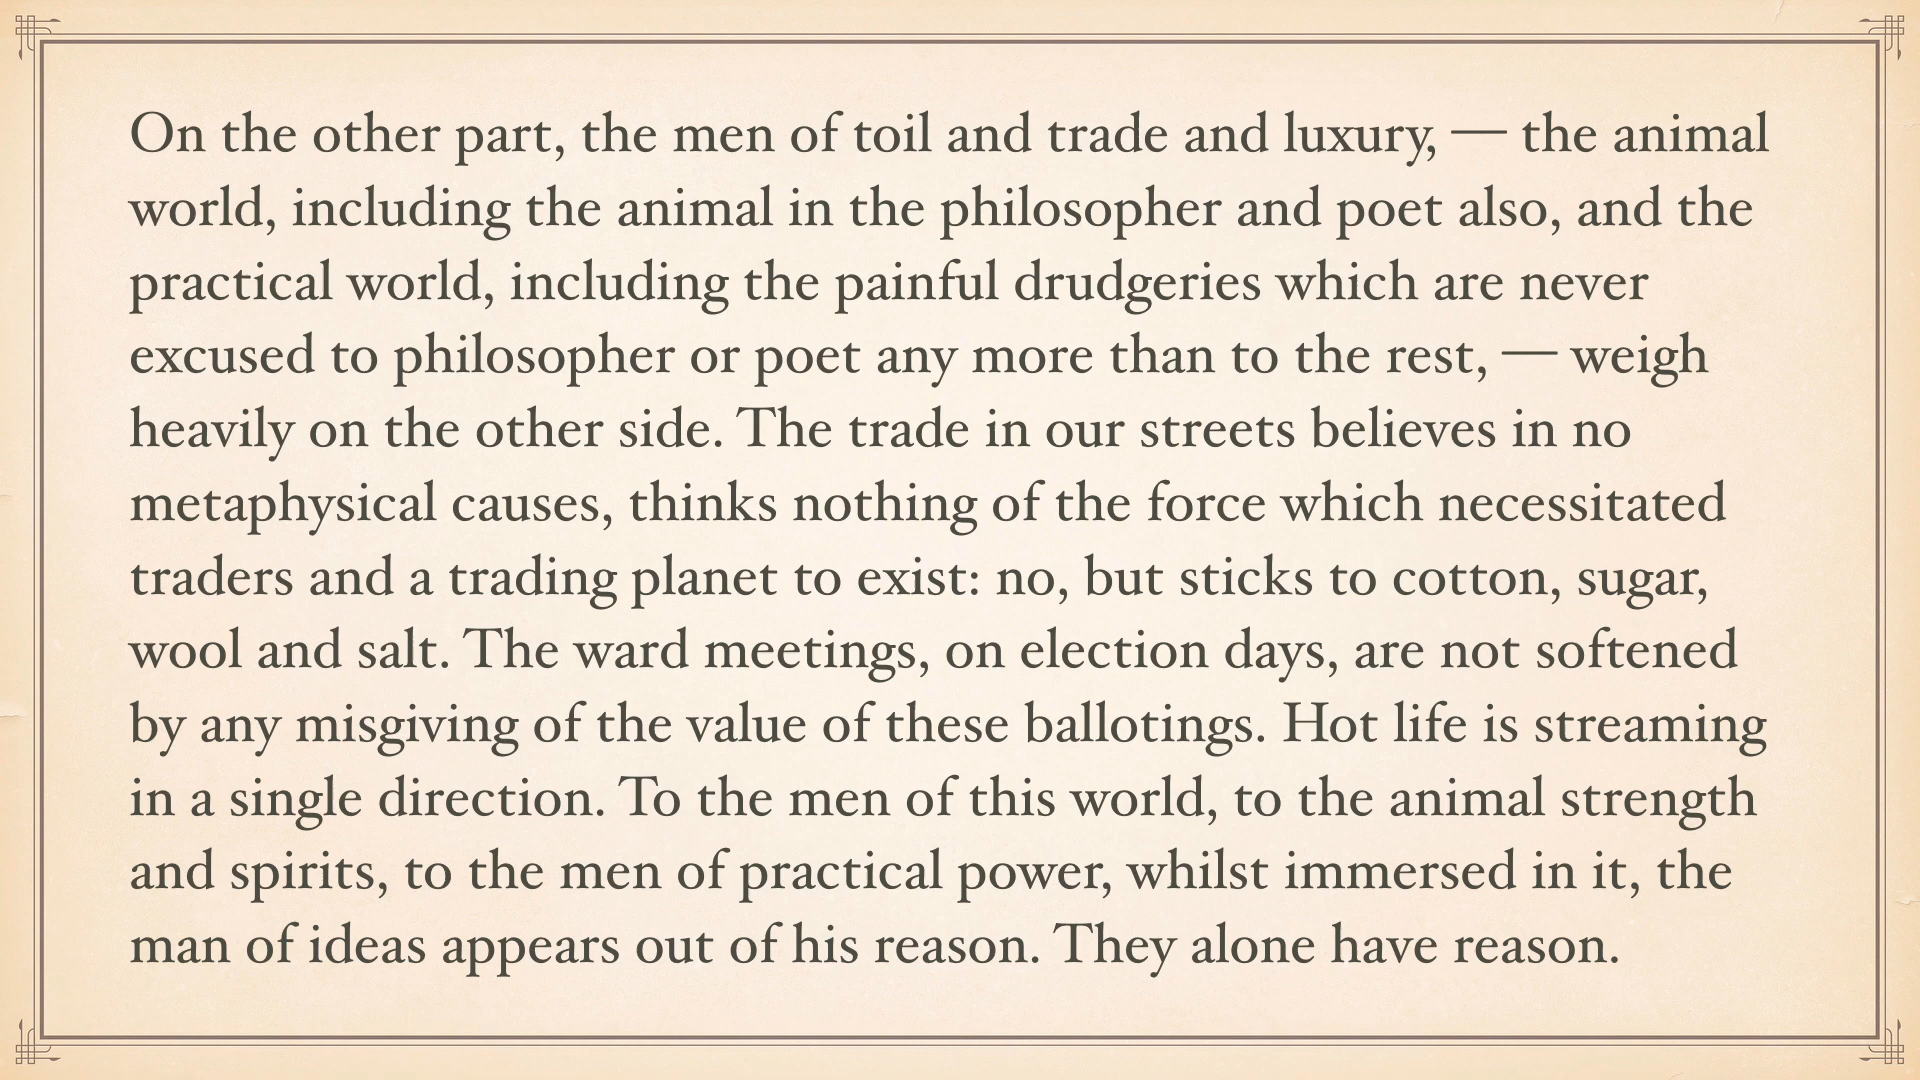 On the other part, the men of toil and trade and luxury, — the animal
world, including the animal in the philosopher and poet also, and the
practical world, including the painful drudgeries which are never
excused to philosopher or poet any more than to the rest, — weigh
heavily on the other side. The trade in our streets believes in no
metaphysical causes, thinks nothing of the force which necessitated
traders and a trading planet to exist: no, but sticks to cotton, sugar,
wool and salt. The ward meetings, on election days, are not softened
by any misgiving of the value of these ballotings. Hot life is streaming
in a single direction. To the men of this world, to the animal strength
and spirits, to the men of practical power, whilst immersed in it, the
man of ideas appears out of his reason. They alone have reason.